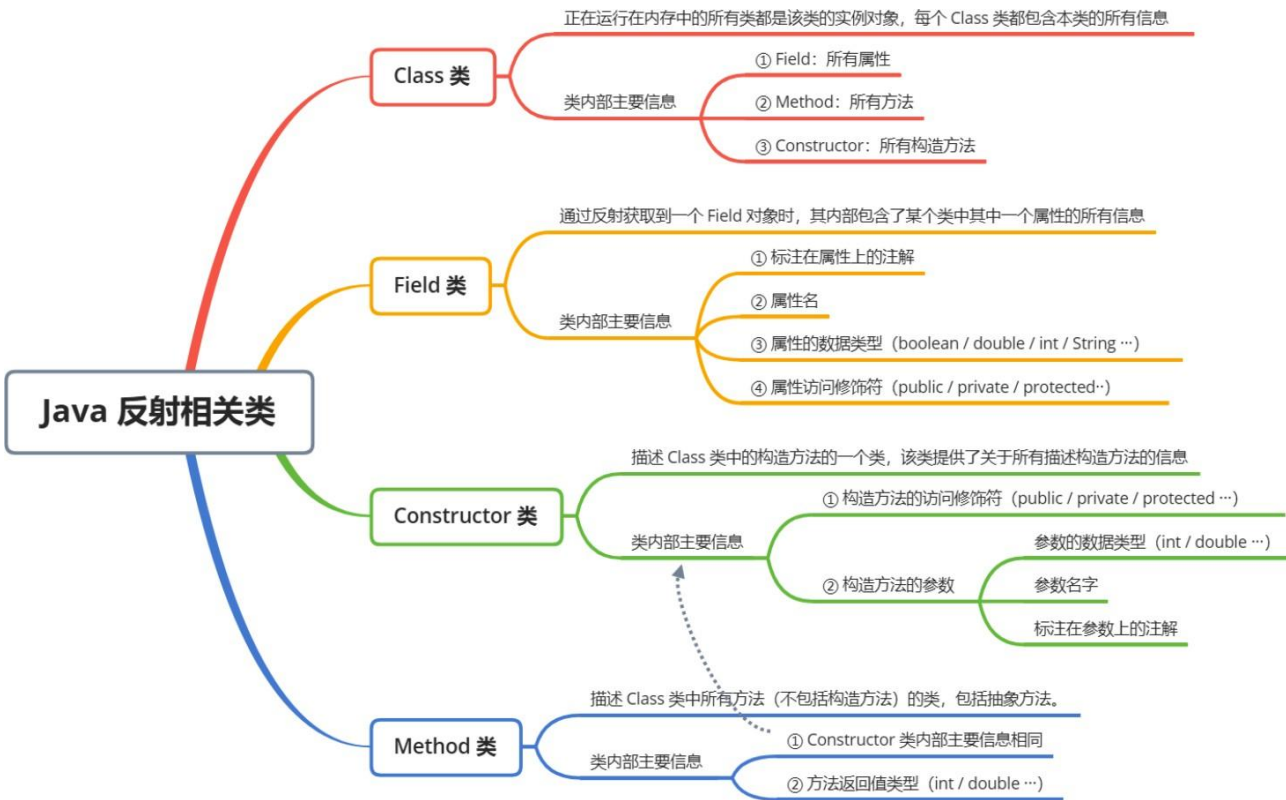 Java 反射相关类
Class 类
正在运行在内存中的所有类都是该类的实例对象，每个 Class 类都包含本类的所有信息
类内部主要信息
① Field：所有属性
② Method：所有方法
③ Constructor：所有构造方法
Field 类
通过反射获取到一个 Field 对象时，其内部包含了某个类中其中一个属性的所有信息
类内部主要信息
① 标注在属性上的注解
② 属性名
③ 属性的数据类型（boolean / double / int / String ···）
④ 属性访问修饰符（public / private / protected··）
Constructor 类
描述 Class 类中的构造方法的一个类，该类提供了关于所有描述构造方法的信息
类内部主要信息
① 构造方法的访问修饰符（public / private / protected ···）
② 构造方法的参数
参数的数据类型（int / double ···）
参数名字
标注在参数上的注解
Method 类
描述 Class 类中所有方法（不包括构造方法）的类，包括抽象方法。
类内部主要信息
① Constructor 类内部主要信息相同
② 方法返回值类型（int / double ···）